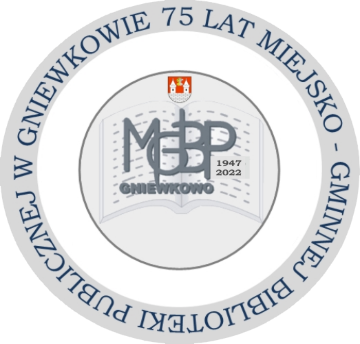 75 LAT MIEJSKO - GMINNEJ BIBLIOTEKI PUBLICZNEJ W GNIEWKOWIE
MGBP
1947
2022
GNIEWKOWO